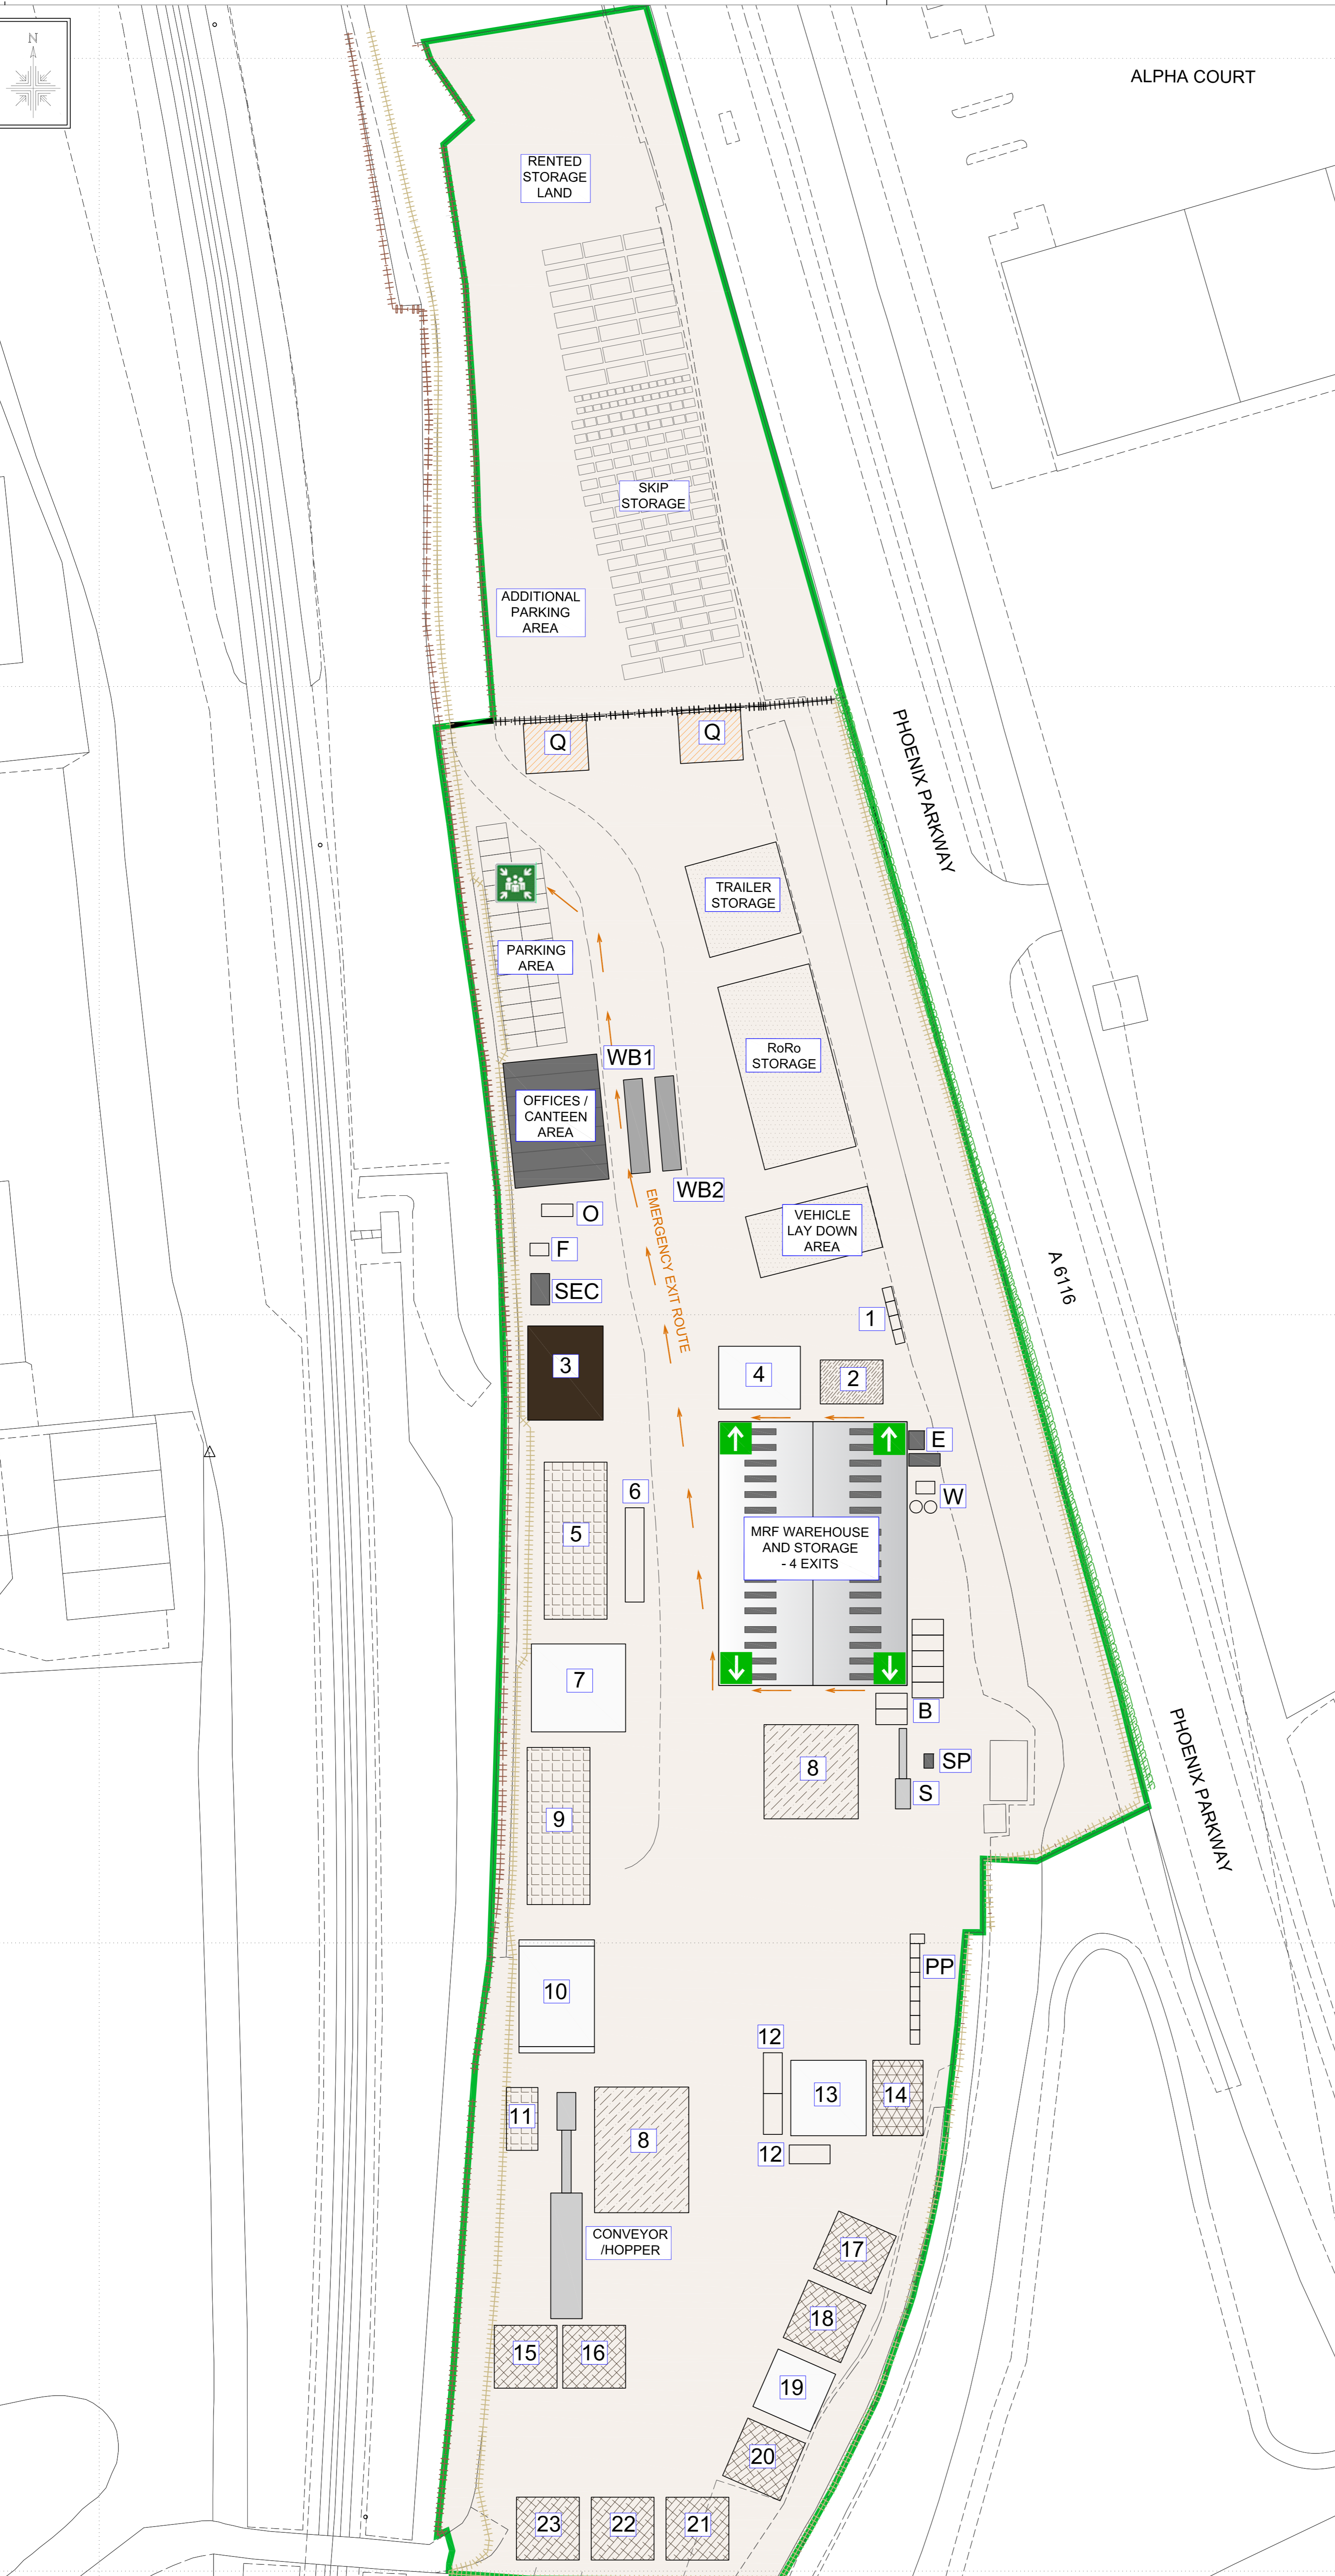 N
ALPHA COURT
RENTED
STORAGE
LAND
SKIP
STORAGE
ADDITIONAL
PARKING
AREA
Q
Q
PHOENIX PARKWAY
TRAILER
STORAGE
PARKING
AREA
WB1
RoRo
STORAGE
OFFICES /
CANTEEN
AREA
WB2
EMERGENCY EXIT ROUTE
O
VEHICLE
LAY DOWN
AREA
F
A 6116
SEC
1
3
4
2
E
6
W
5
MRF WAREHOUSE
AND STORAGE
- 4 EXITS
7
B
PHOENIX PARKWAY
SP
8
S
9
PP
10
12
13
14
11
8
12
CONVEYOR
/HOPPER
17
18
15
16
19
20
23
22
21